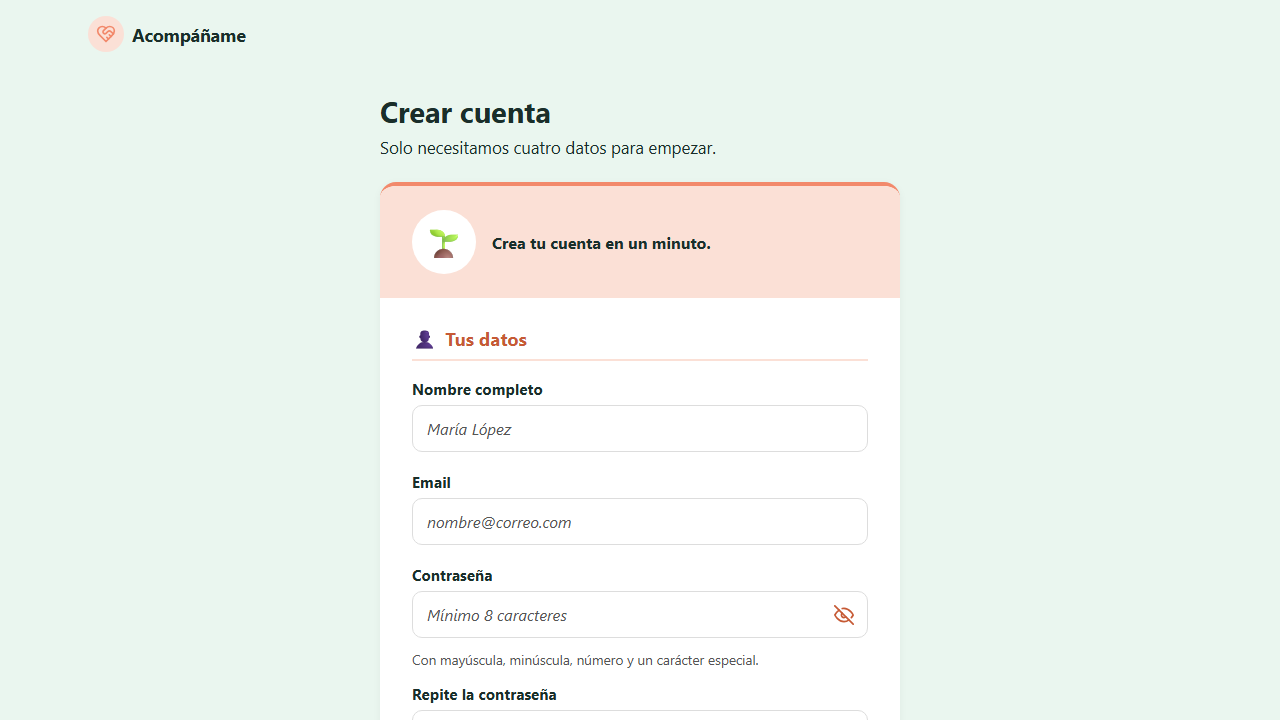 Acompáñame
Crear cuenta
Solo necesitamos cuatro datos para empezar.
Crea tu cuenta en un minuto.
Tus datos
Nombre completo
María López
Email
nombre@correo.com
Contraseña
Mínimo 8 caracteres
Con mayúscula, minúscula, número y un carácter especial.
Repite la contraseña